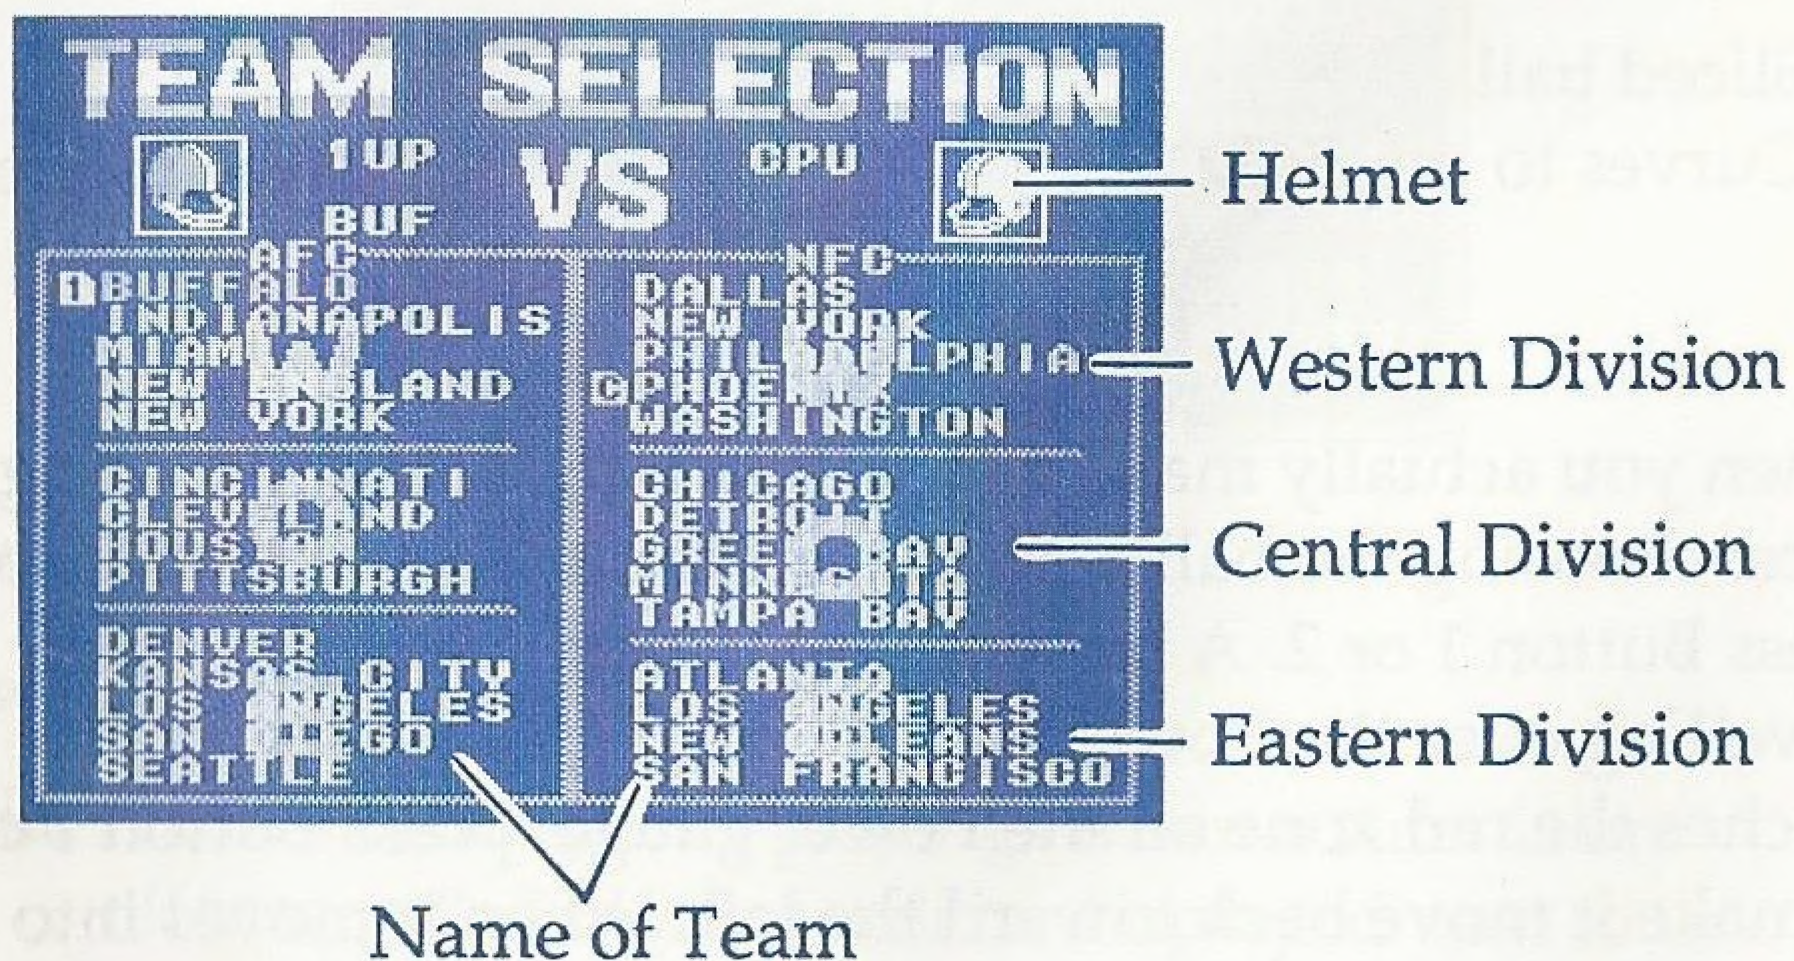 TEAM SELECTION
1UP VS CPU
BUF
AFC
1 BUFFALO
INDIANAPOLIS
MIAMI
NEW ENGLAND
NEW YORK
CINCINNATI
CLEVELAND
HOUSTON
PITTSBURGH
DENVER
KANSAS CITY
LOS ANGELES
SAN DIEGO
SEATTLE
NFC
DALLAS
NEW YORK
PHILADELPHIA
C PHOENIX
WASHINGTON
CHICAGO
DETROIT
GREEN BAY
MINNESOTA
TAMPA BAY
ATLANTA
LOS ANGELES
NEW ORLEANS
SAN FRANCISCO
Helmet
Western Division
Central Division
Eastern Division
Name of Team